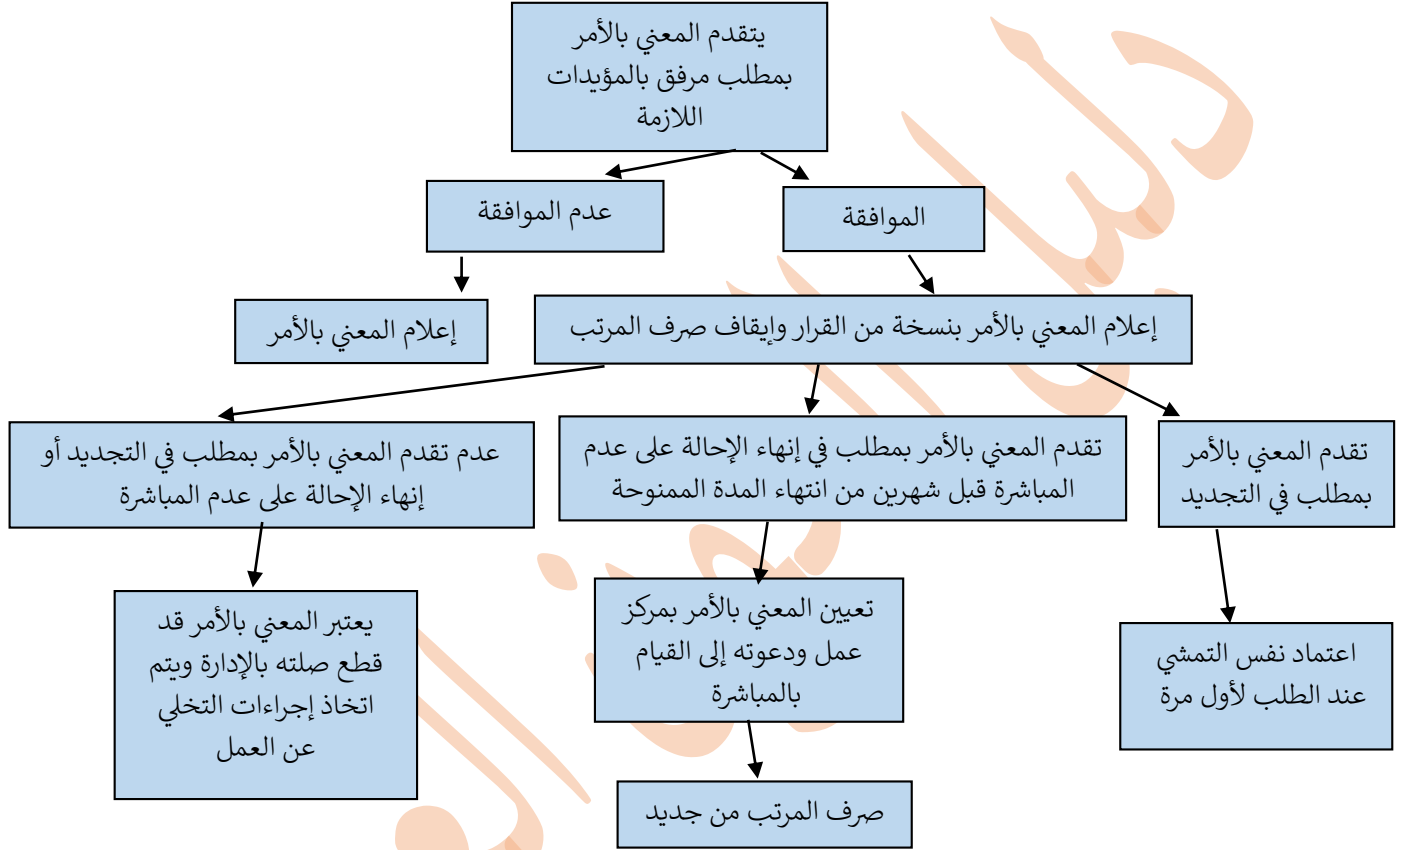 يتقدم المعني بالأمر
بمطلب مرفق بالمؤيدات
اللازمة
الموافقة
عدم الموافقة
إعلام المعني بالأمر بنسخة من القرار وإيقاف صرف المرتب
إعلام المعني بالأمر
تقدم المعني بالأمر
بمطلب في التجديد
تقدم المعني بالأمر بمطلب في إنهاء الإحالة على عدم
المباشرة قبل شهرين من انتهاء المدة الممنوحة
عدم تقدم المعني بالأمر بمطلب في التجديد أو
إنهاء الإحالة على عدم المباشرة
اعتماد نفس التمشي
عند الطلب لأول مرة
تعيين المعني بالأمر بمركز
عمل ودعوته إلى القيام
بالمباشرة
يعتبر المعني بالأمر قد
قطع صلته بالإدارة ويتم
اتخاذ إجراءات التخلي
عن العمل
صرف المرتب من جديد